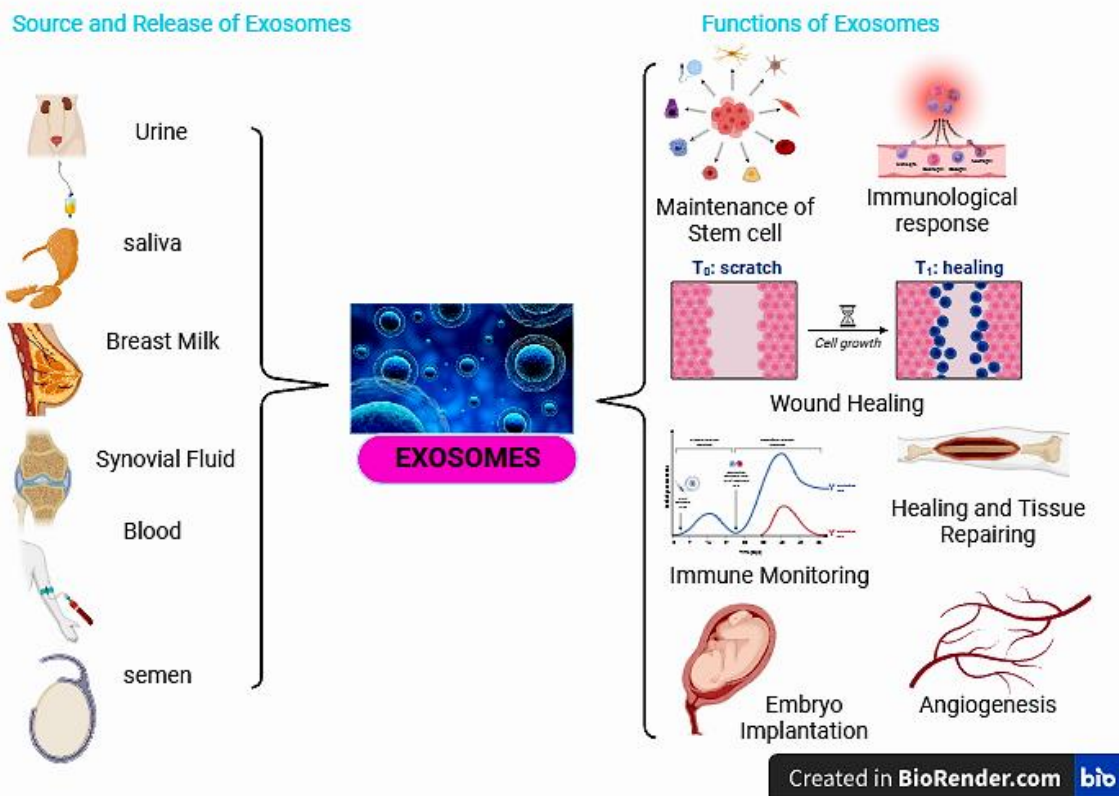 Source and Release of Exosomes
Urine
saliva
Breast Milk
Synovial Fluid
Blood
semen
EXOSOMES
Functions of Exosomes
Maintenance of
Stem cell
Immunological
response
T₀: scratch
T₁: healing
Cell growth
Wound Healing
Immune Monitoring
Healing and Tissue
Repairing
Embryo
Implantation
Angiogenesis
Created in BioRender.com bio